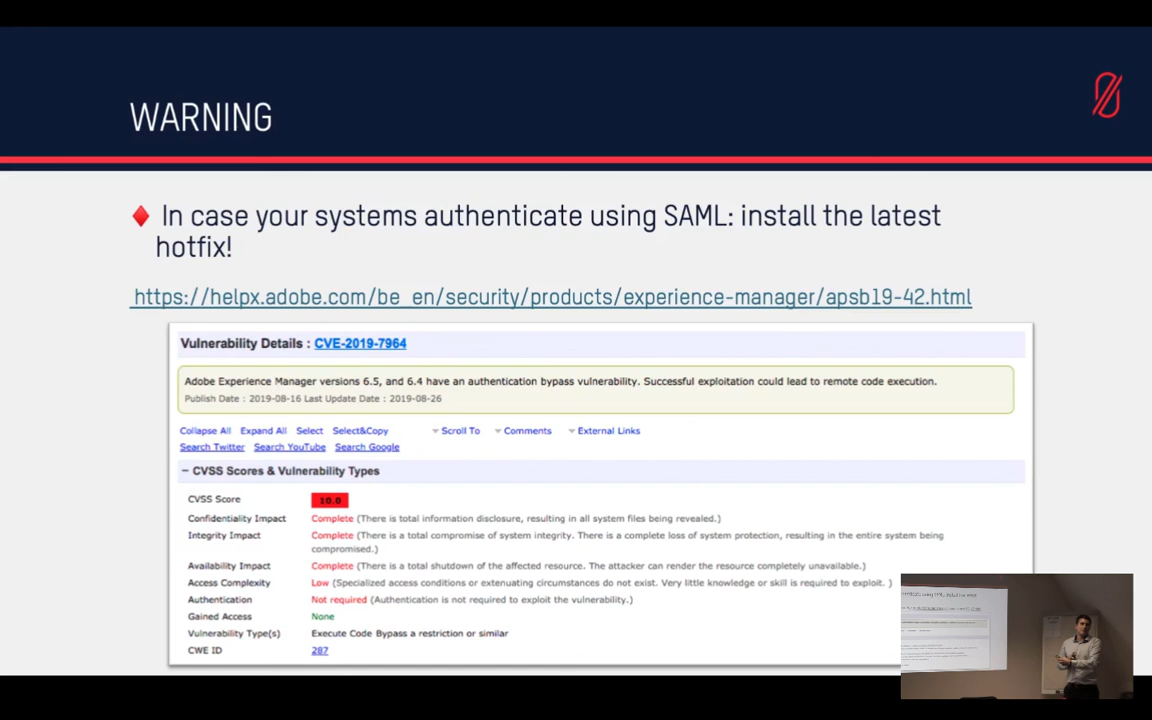 WARNING
In case your systems authenticate using SAML: install the latest
hotfix!
https://helpx.adobe.com/be_en/security/products/experience-manager/apsb19-42.html
Vulnerability Details : CVE-2019-7964
Adobe Experience Manager versions 6.5, and 6.4 have an authentication bypass vulnerability. Successful exploitation could lead to remote code execution.
Publish Date : 2019-08-16 Last Update Date : 2019-08-26
Collapse All Expand All Select Select&Copy Scroll To Comments External Links
Search Twitter Search YouTube Search Google
− CVSS Scores & Vulnerability Types
CVSS Score 10.0
Confidentiality Impact Complete (There is total information disclosure, resulting in all system files being revealed.)
Integrity Impact Complete (There is a total compromise of system integrity. There is a complete loss of system protection, resulting in the entire system being
compromised.)
Availability Impact Complete (There is a total shutdown of the affected resource. The attacker can render the resource completely unavailable.)
Access Complexity Low (Specialized access conditions or extenuating circumstances do not exist. Very little knowledge or skill is required to exploit. )
Authentication Not required (Authentication is not required to exploit the vulnerability.)
Gained Access None
Vulnerability Type(s) Execute Code Bypass a restriction or similar
CWE ID 287